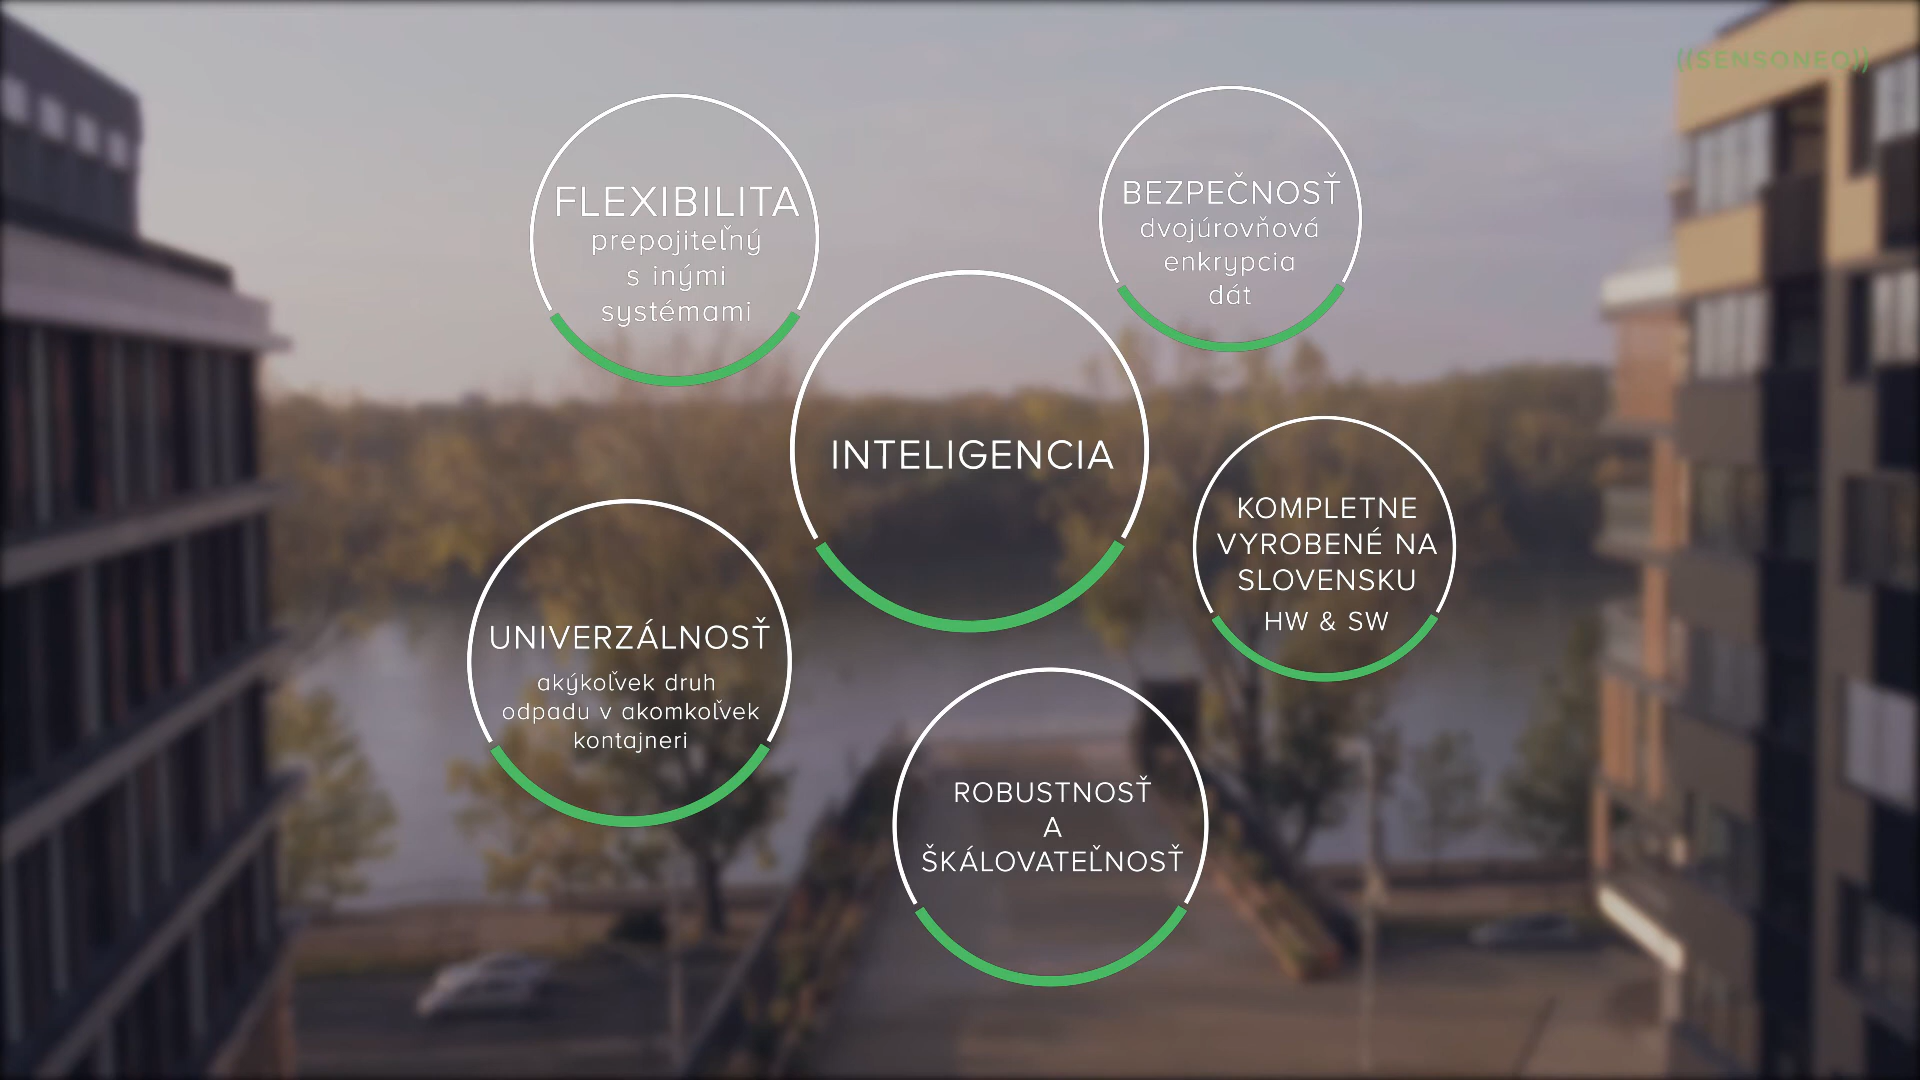 ((SENSONEO))
FLEXIBILITA
prepojiteľný
s inými
systémami
BEZPEČNOSŤ
dvojúrovňová
enkrypcia
dát
INTELIGENCIA
KOMPLETNE
VYROBENÉ NA
SLOVENSKU
HW & SW
UNIVERZÁLNOSŤ
akýkoľvek druh
odpadu v akomkoľvek
kontajneri
ROBUSTNOSŤ
A
ŠKÁLOVATEĽNOSŤ